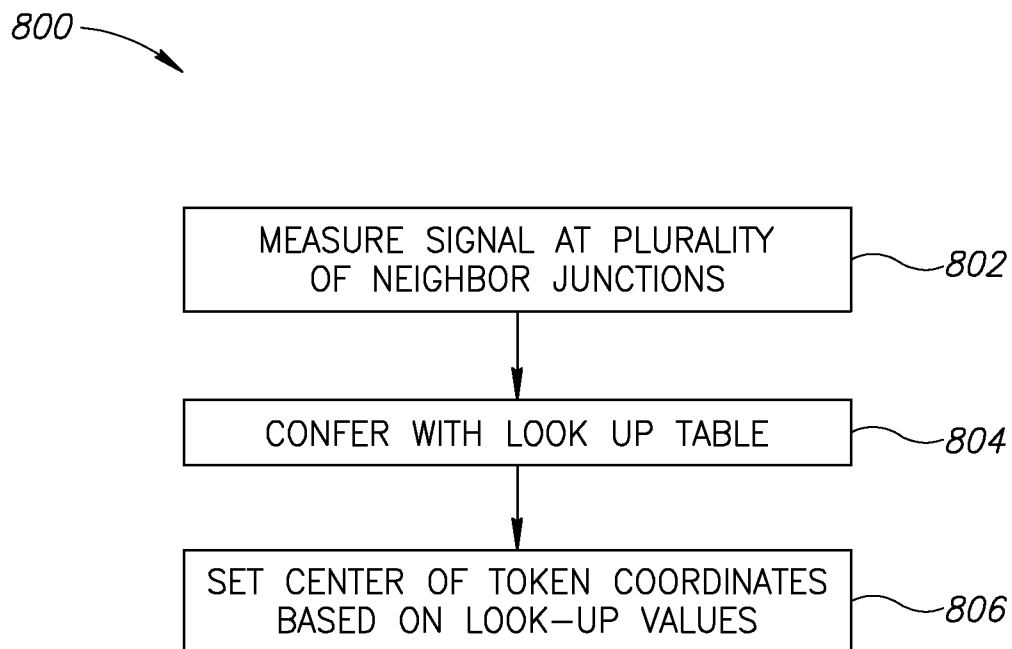 800
MEASURE SIGNAL AT PLURALITY
OF NEIGHBOR JUNCTIONS
802
CONFER WITH LOOK UP TABLE
804
SET CENTER OF TOKEN COORDINATES
BASED ON LOOK-UP VALUES
806